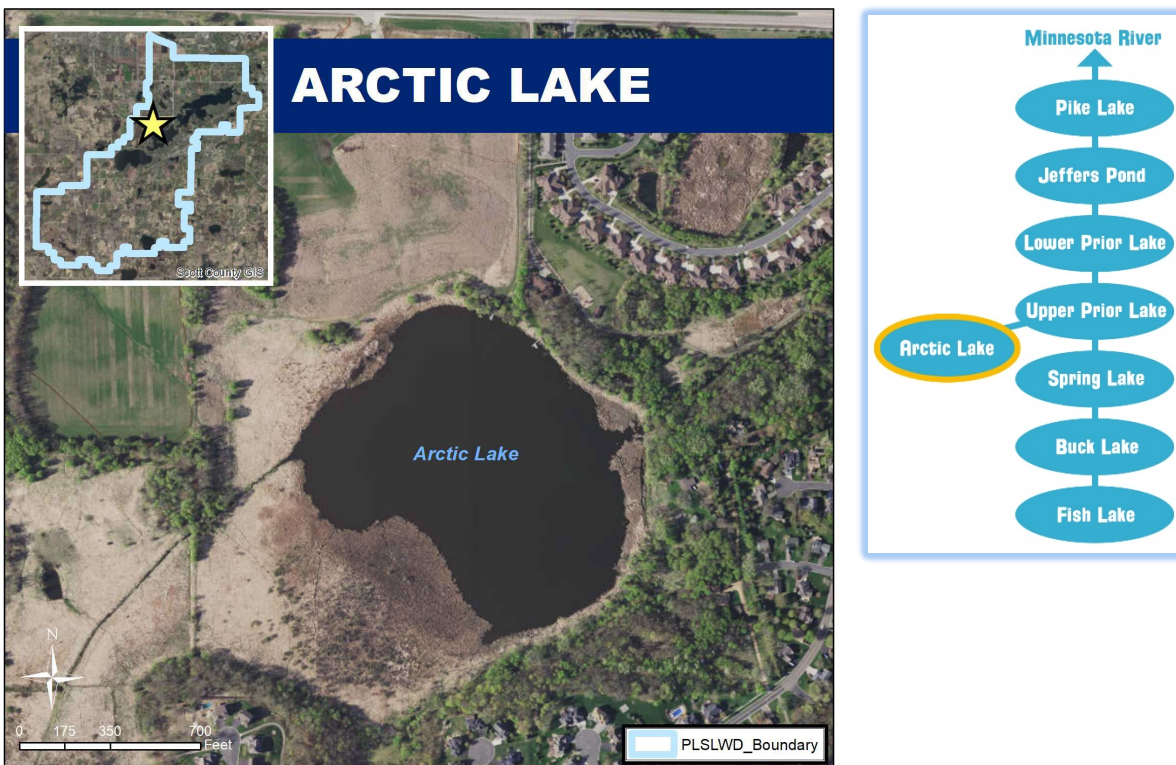 ARCTIC LAKE
Scott County GIS
Arctic Lake
N
0 175 350 700
Feet
PLSLWD_Boundary
Minnesota River
Pike Lake
Jeffers Pond
Lower Prior Lake
Upper Prior Lake
Arctic Lake
Spring Lake
Buck Lake
Fish Lake